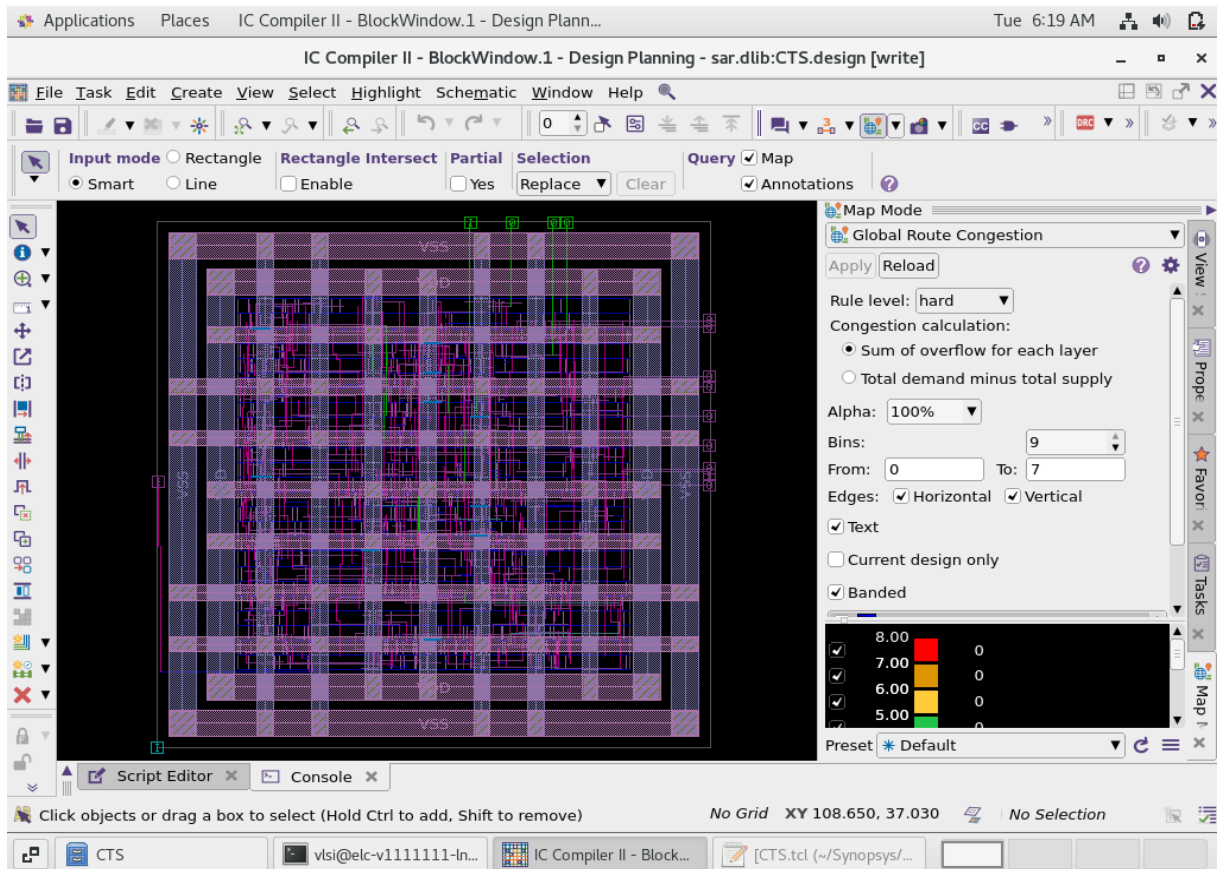 Applications Places IC Compiler II - BlockWindow.1 - Design Plann... Tue 6:19 AM
IC Compiler II - BlockWindow.1 - Design Planning - sar.dlib:CTS.design [write]
File Task Edit Create View Select Highlight Schematic Window Help
0 3 CC DRC » »
Input mode Rectangle Rectangle Intersect Partial Selection Query Map
Smart Line Enable Yes Replace Clear Annotations
Map Mode
Global Route Congestion
Apply Reload
Rule level: hard
Congestion calculation:
Sum of overflow for each layer
Total demand minus total supply
Alpha: 100%
Bins: 9
From: 0 To: 7
Edges: Horizontal Vertical
Text
Current design only
Banded
8.00
0
7.00
0
6.00
0
5.00
Preset * Default
View
Prope
Favori
Tasks
Map
VSS
VSS
VSS
VSS
Script Editor Console
Click objects or drag a box to select (Hold Ctrl to add, Shift to remove) No Grid XY 108.650, 37.030 No Selection
CTS vlsi@elc-v1111111-ln... IC Compiler II - Block... [CTS.tcl (~/Synopsys/...